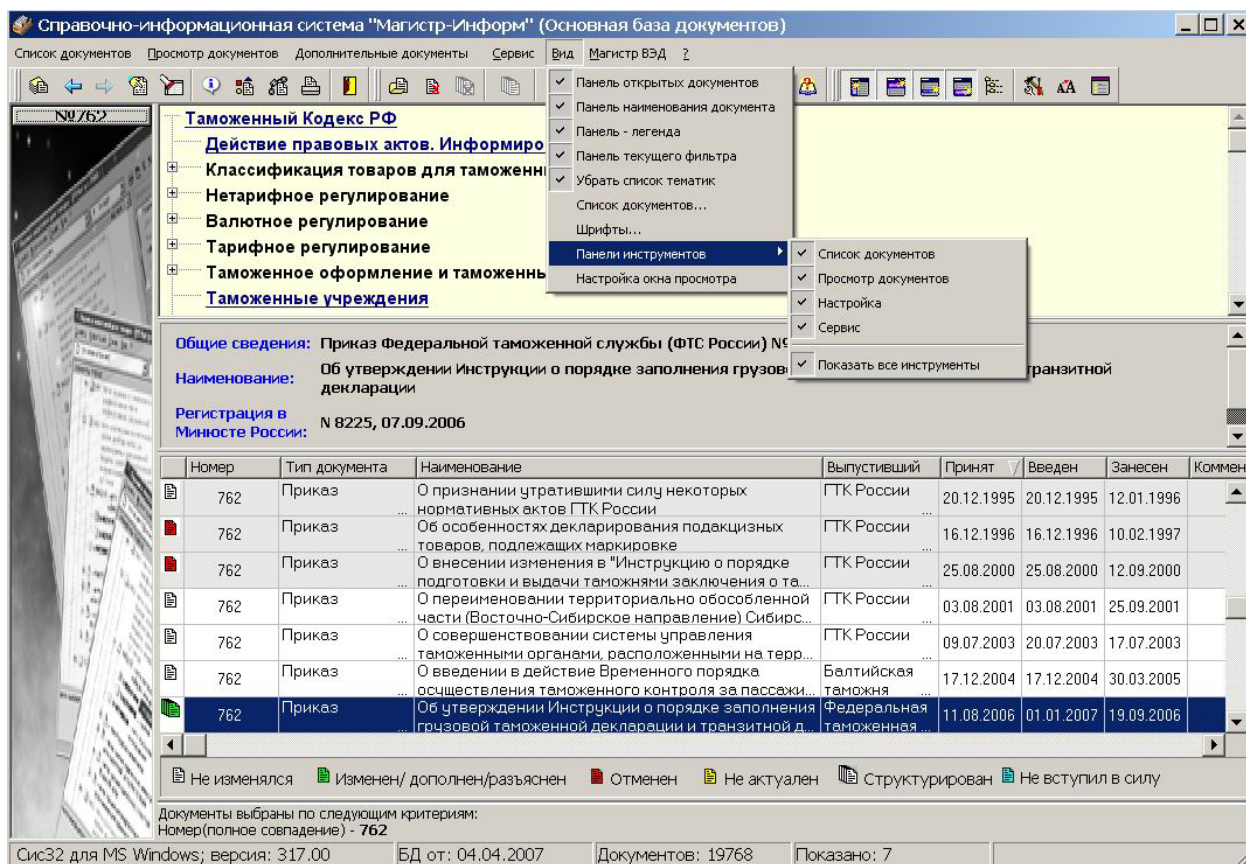 Справочно-информационная система "Магистр-Информ" (Основная база документов)
Список документов Просмотр документов Дополнительные документы Сервис Вид Магистр ВЭД ?
№762
Таможенный Кодекс РФ
Действие правовых актов. Информиро
Классификация товаров для таможенн
Нетарифное регулирование
Валютное регулирование
Тарифное регулирование
Таможенное оформление и таможенны
Таможенные учреждения
Панель открытых документов
Панель наименования документа
Панель - легенда
Панель текущего фильтра
Убрать список тематик
Список документов...
Шрифты...
Панели инструментов
Настройка окна просмотра
Список документов
Просмотр документов
Настройка
Сервис
Показать все инструменты
Общие сведения: Приказ Федеральной таможенной службы (ФТС России) №
Наименование: Об утверждении Инструкции о порядке заполнения грузово транзитной
декларации
Регистрация в
Минюсте России: N 8225, 07.09.2006
Номер Тип документа Наименование Выпустивший Принят Введен Занесен Коммен
762 Приказ ... О признании утратившими силу некоторых нормативных актов ГТК России ГТК России ... 20.12.1995 20.12.1995 12.01.1996
762 Приказ ... Об особенностях декларирования подакцизных товаров, подлежащих маркировке ГТК России ... 16.12.1996 16.12.1996 10.02.1997
762 Приказ ... О внесении изменения в "Инструкцию о порядке подготовки и выдачи таможнями заключения о та... ГТК России ... 25.08.2000 25.08.2000 12.09.2000
762 Приказ ... О переименовании территориально обособленной части (Восточно-Сибирское направление) Сибирс... ГТК России ... 03.08.2001 03.08.2001 25.09.2001
762 Приказ ... О совершенствовании системы управления таможенными органами, расположенными на терр... ГТК России ... 09.07.2003 20.07.2003 17.07.2003
762 Приказ ... О введении в действие Временного порядка осуществления таможенного контроля за пассажи... Балтийская таможня ... 17.12.2004 17.12.2004 30.03.2005
762 Приказ ... Об утверждении Инструкции о порядке заполнения грузовой таможенной декларации и транзитной д... Федеральная таможенная ... 11.08.2006 01.01.2007 19.09.2006
Не изменялся Изменен/ дополнен/разъяснен Отменен Не актуален Структурирован Не вступил в силу
Документы выбраны по следующим критериям:
Номер(полное совпадение) - 762
Сис32 для MS Windows; версия: 317.00 БД от: 04.04.2007 Документов: 19768 Показано: 7